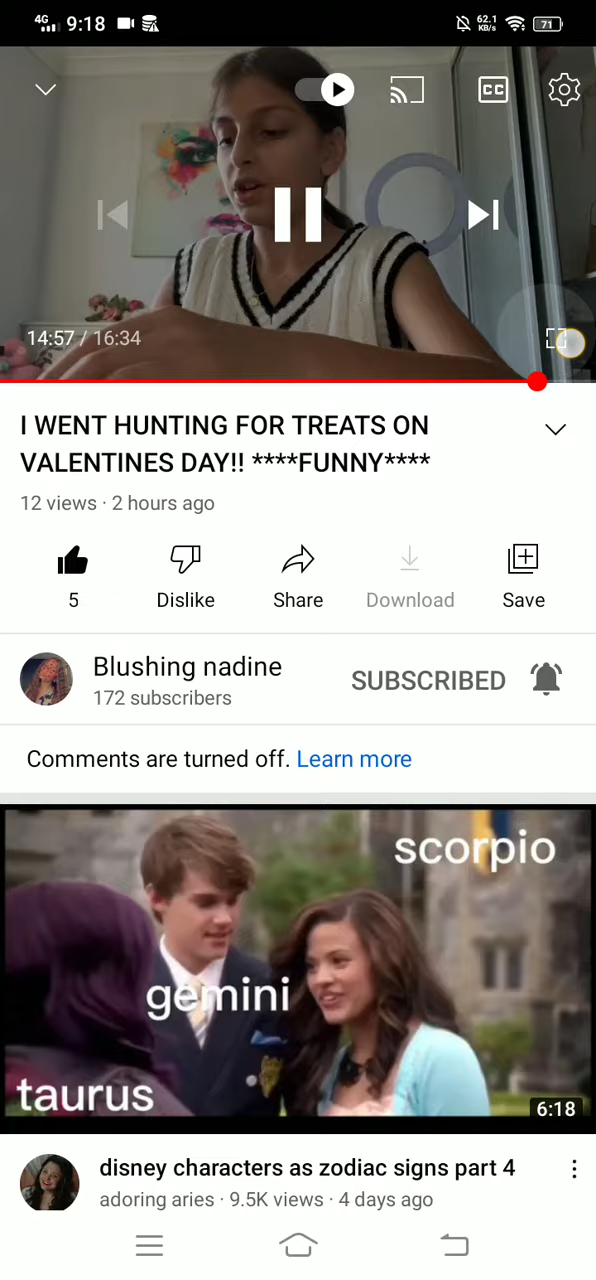 4G 9:18 62.1 KB/s 71
CC
14:57 / 16:34
I WENT HUNTING FOR TREATS ON
VALENTINES DAY!! ****FUNNY****
12 views · 2 hours ago
5 Dislike Share Download Save
Blushing nadine
172 subscribers
SUBSCRIBED
Comments are turned off. Learn more
scorpio
gemini
taurus
6:18
disney characters as zodiac signs part 4
adoring aries · 9.5K views · 4 days ago